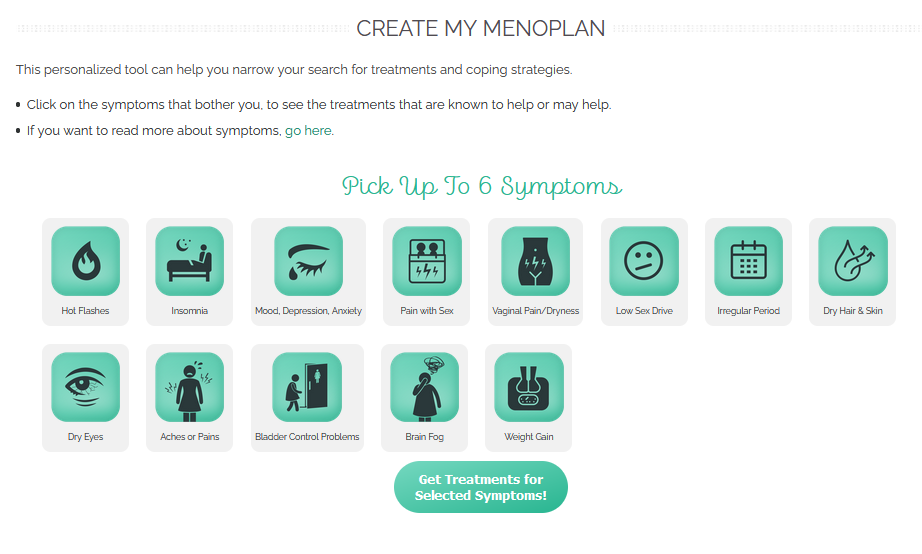 CREATE MY MENOPLAN
This personalized tool can help you narrow your search for treatments and coping strategies.
• Click on the symptoms that bother you, to see the treatments that are known to help or may help.
• If you want to read more about symptoms, go here.
Pick Up To 6 Symptoms
Hot Flashes
Insomnia
Mood, Depression, Anxiety
Pain with Sex
Vaginal Pain/Dryness
Low Sex Drive
Irregular Period
Dry Hair & Skin
Dry Eyes
Aches or Pains
Bladder Control Problems
Brain Fog
Weight Gain
Get Treatments for
Selected Symptoms!